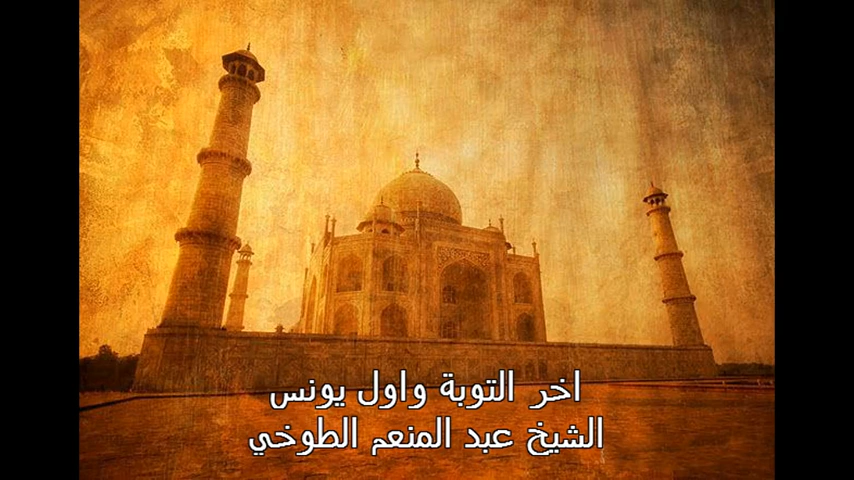 اخر التوبة واول يونس
الشيخ عبد المنعم الطوخي